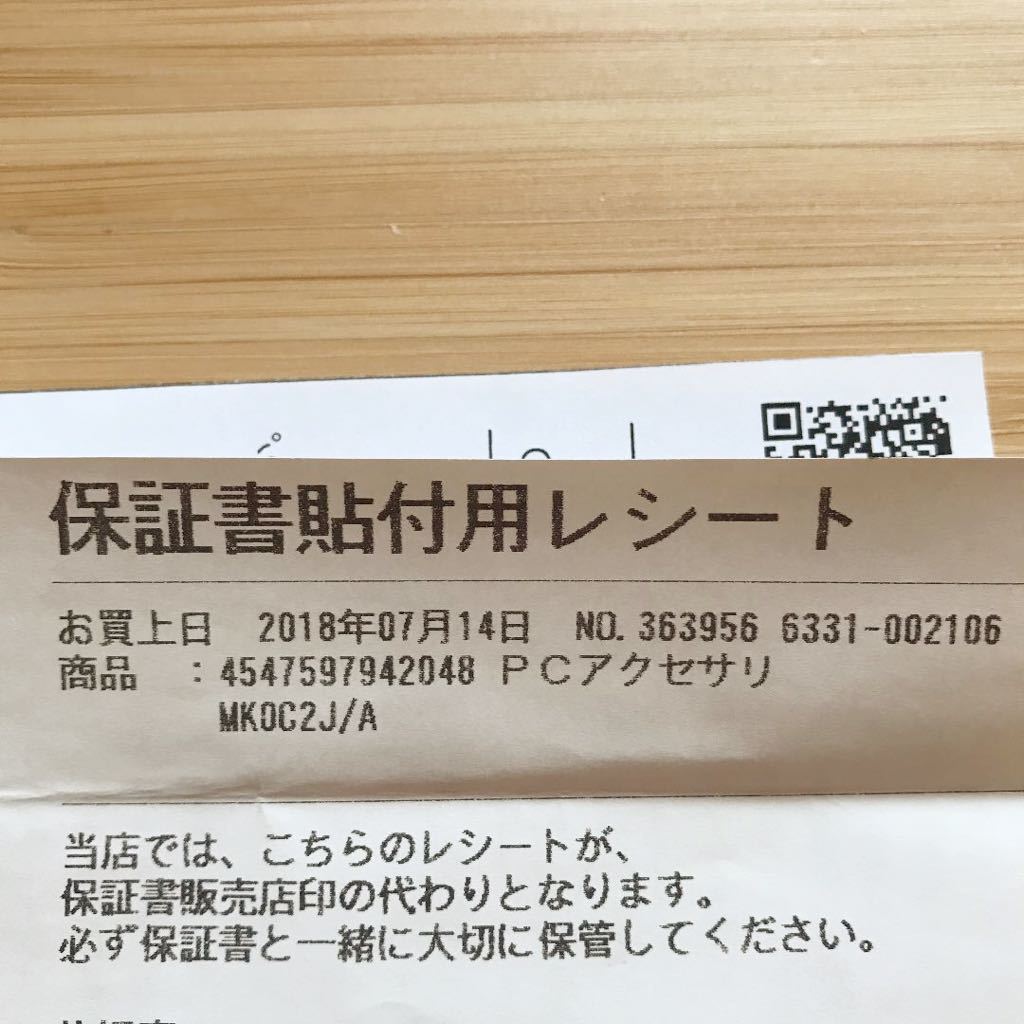 保証書貼付用レシート
お買上日 2018年07月14日 NO.363956 6331-002106
商品 :4547597942048 PCアクセサリ
MK0C2J/A
当店では、こちらのレシートが、
保証書販売店印の代わりとなります。
必ず保証書と一緒に大切に保管してください。